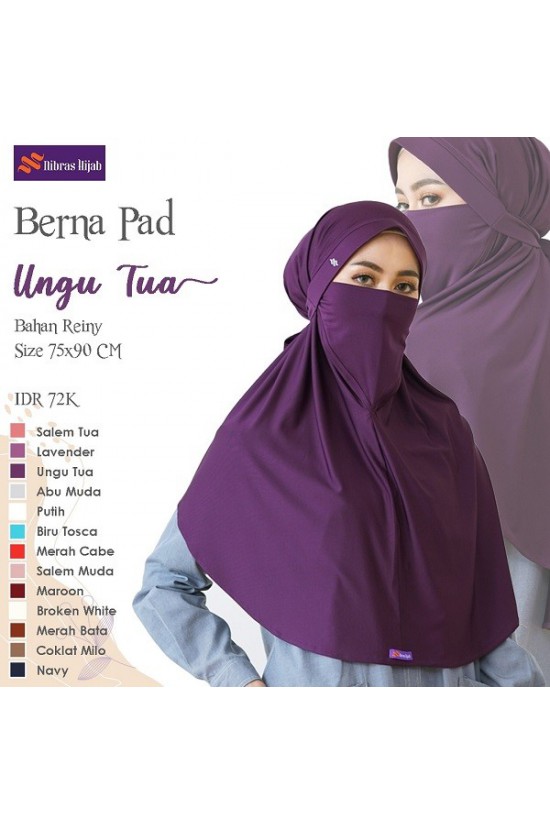 Nibras Hijab
Berna Pad
Ungu Tua
Bahan Reiny
Size 75x90 CM
IDR 72K
Salem Tua
Lavender
Ungu Tua
Abu Muda
Putih
Biru Tosca
Merah Cabe
Salem Muda
Maroon
Broken White
Merah Bata
Coklat Milo
Navy